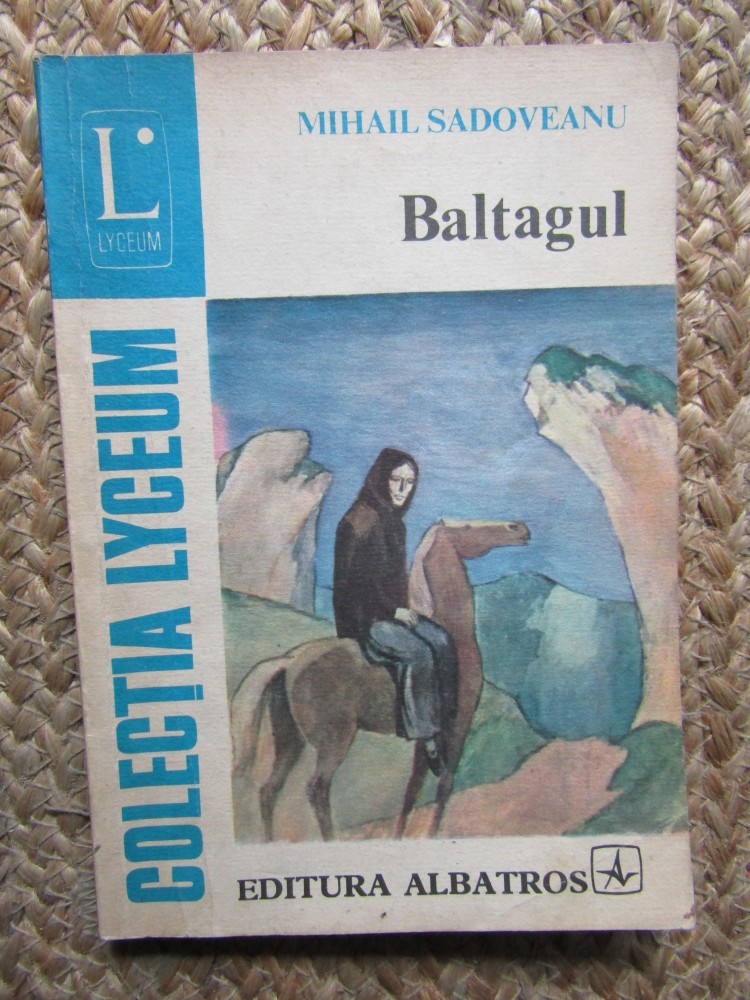 L
LYCEUM
MIHAIL SADOVEANU
Baltagul
COLECȚIA LYCEUM
EDITURA ALBATROS